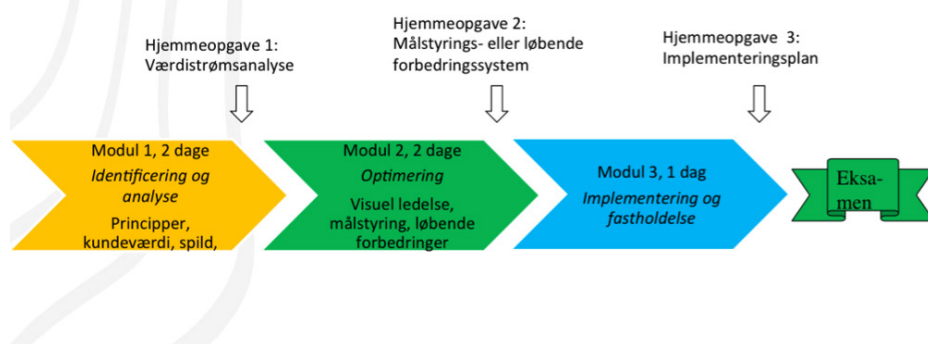 Hjemmeopgave 1:
Værdistrømsanalyse
Hjemmeopgave 2:
Målstyrings- eller løbende
forbedringssystem
Hjemmeopgave  3:
Implementeringsplan
Modul 1, 2 dage
Identificering og
analyse
Principper,
kundeværdi, spild,
Modul 2, 2 dage
Optimering
Visuel ledelse,
målstyring, løbende
forbedringer
Modul 3, 1 dag
Implementering og
fastholdelse
Eksa-
men